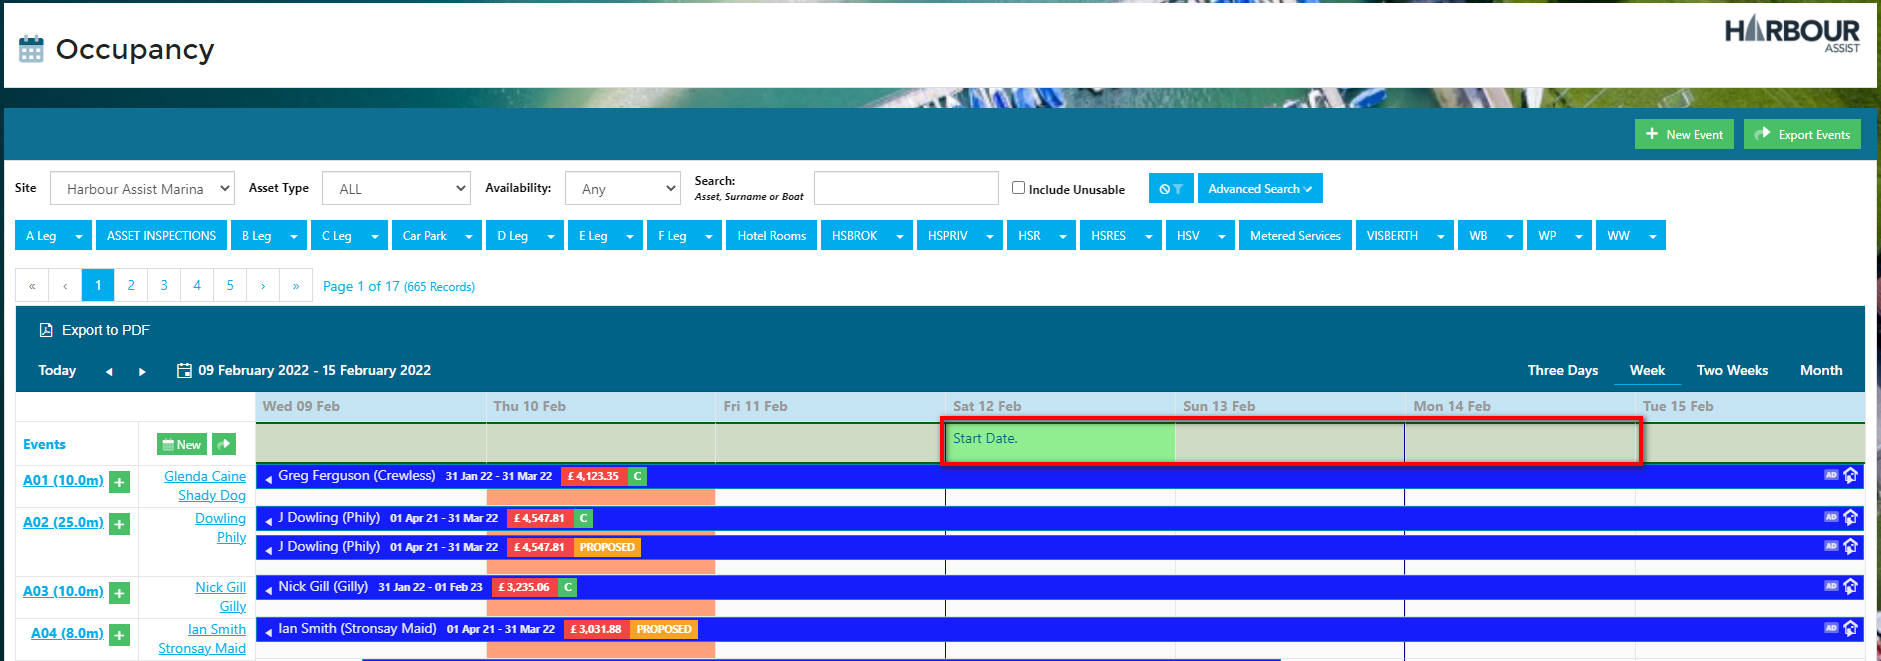 Occupancy
HARBOUR
ASSIST
+ New Event
Export Events
Site Harbour Assist Marina Asset Type ALL Availability: Any Search: Include Unusable Advanced Search
Asset, Surname or Boat
A Leg ASSET INSPECTIONS B Leg C Leg Car Park D Leg E Leg F Leg Hotel Rooms HSBROK HSPRIV HSR HSRES HSV Metered Services VISBERTH WB WP WW
« ‹ 1 2 3 4 5 › » Page 1 of 17 (665 Records)
Export to PDF
Today 09 February 2022 - 15 February 2022 Three Days Week Two Weeks Month
Wed 09 Feb Thu 10 Feb Fri 11 Feb Sat 12 Feb Sun 13 Feb Mon 14 Feb Tue 15 Feb
Events New Start Date.
A01 (10.0m) + Glenda Caine Greg Ferguson (Crewless) 31 Jan 22 - 31 Mar 22 £ 4,123.35 C AD
Shady Dog
A02 (25.0m) + Dowling J Dowling (Phily) 01 Apr 21 - 31 Mar 22 £ 4,547.81 C AD
Phily J Dowling (Phily) 01 Apr 21 - 31 Mar 22 £ 4,547.81 PROPOSED AD
A03 (10.0m) + Nick Gill Nick Gill (Gilly) 31 Jan 22 - 01 Feb 23 £ 3,235.06 C AD
Gilly
A04 (8.0m) + Ian Smith Ian Smith (Stronsay Maid) 01 Apr 21 - 31 Mar 22 £ 3,031.88 PROPOSED AD
Stronsay Maid